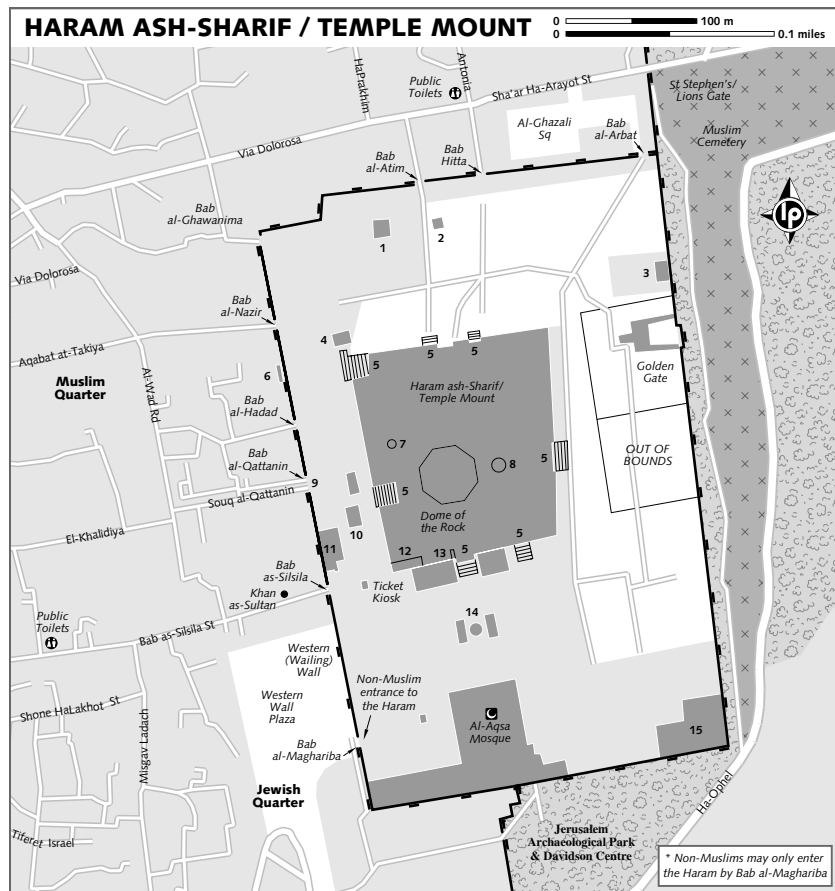 HARAM ASH-SHARIF / TEMPLE MOUNT
0 100 m
0 0.1 miles
HaPrakhim
Antonia
Public
Toilets
Sha'ar Ha-Arayot St
St Stephen's/
Lions Gate
Al-Ghazali
Sq
Bab
al-Arbat
Muslim
Cemetery
Via Dolorosa
Bab
al-Atim
Bab
Hitta
lp
Bab
al-Ghawanima
1
2
3
Via Dolorosa
Bab
al-Nazir
4
5
5
5
Aqabat at-Takiya
Golden
Gate
6
Muslim
Quarter
Al-Wad Rd
Haram ash-Sharif/
Temple Mount
Bab
al-Hadad
7
OUT OF
BOUNDS
Bab
al-Qattanin
8
5
9
5
Souq al-Qattanin
Dome of
the Rock
El-Khalidiya
10
5
11
12
13
5
Bab
as-Silsila
Khan
as-Sultan
Ticket
Kiosk
Public
Toilets
14
Bab as-Silsila St
Western
(Wailing)
Wall
Non-Muslim
entrance to
the Haram
Western
Wall
Plaza
Shone HaLakhot St
Misgav Ladach
Al-Aqsa
Mosque
15
Bab
al-Maghariba
Jewish
Quarter
Ha-Ophel
Tiferet Israel
Jerusalem
Archaeological Park
& Davidson Centre
* Non-Muslims may only enter
the Haram by Bab al-Maghariba